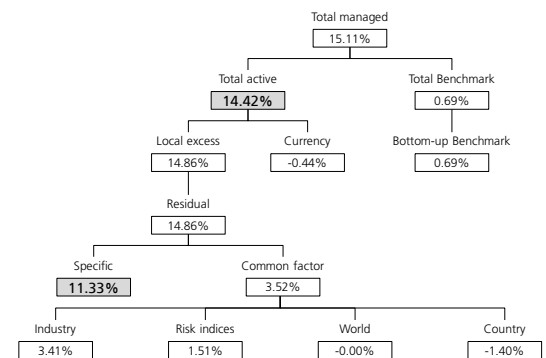 Total managed
15.11%
Total active
Total Benchmark
14.42%
0.69%
Local excess
Currency
Bottom-up Benchmark
14.86%
-0.44%
0.69%
Residual
14.86%
Specific
Common factor
11.33%
3.52%
Industry
Risk indices
World
Country
3.41%
1.51%
-0.00%
-1.40%